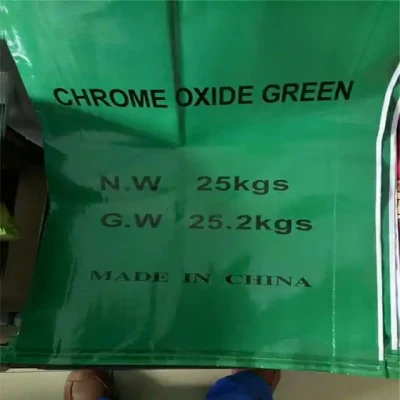 CHROME OXIDE GREEN
N.W 25kgs
G.W 25.2kgs
MADE IN CHINA